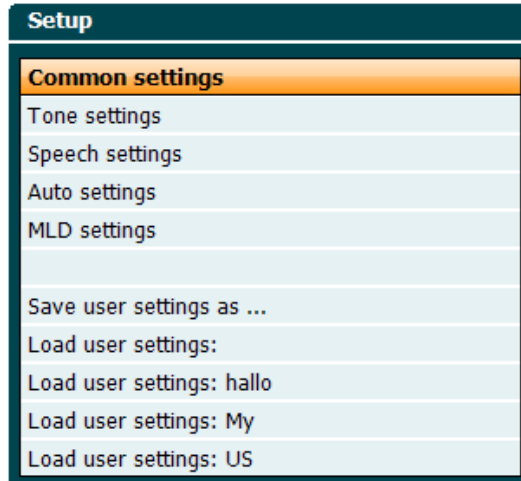 Setup
Common settings
Tone settings
Speech settings
Auto settings
MLD settings
Save user settings as ...
Load user settings:
Load user settings: hallo
Load user settings: My
Load user settings: US